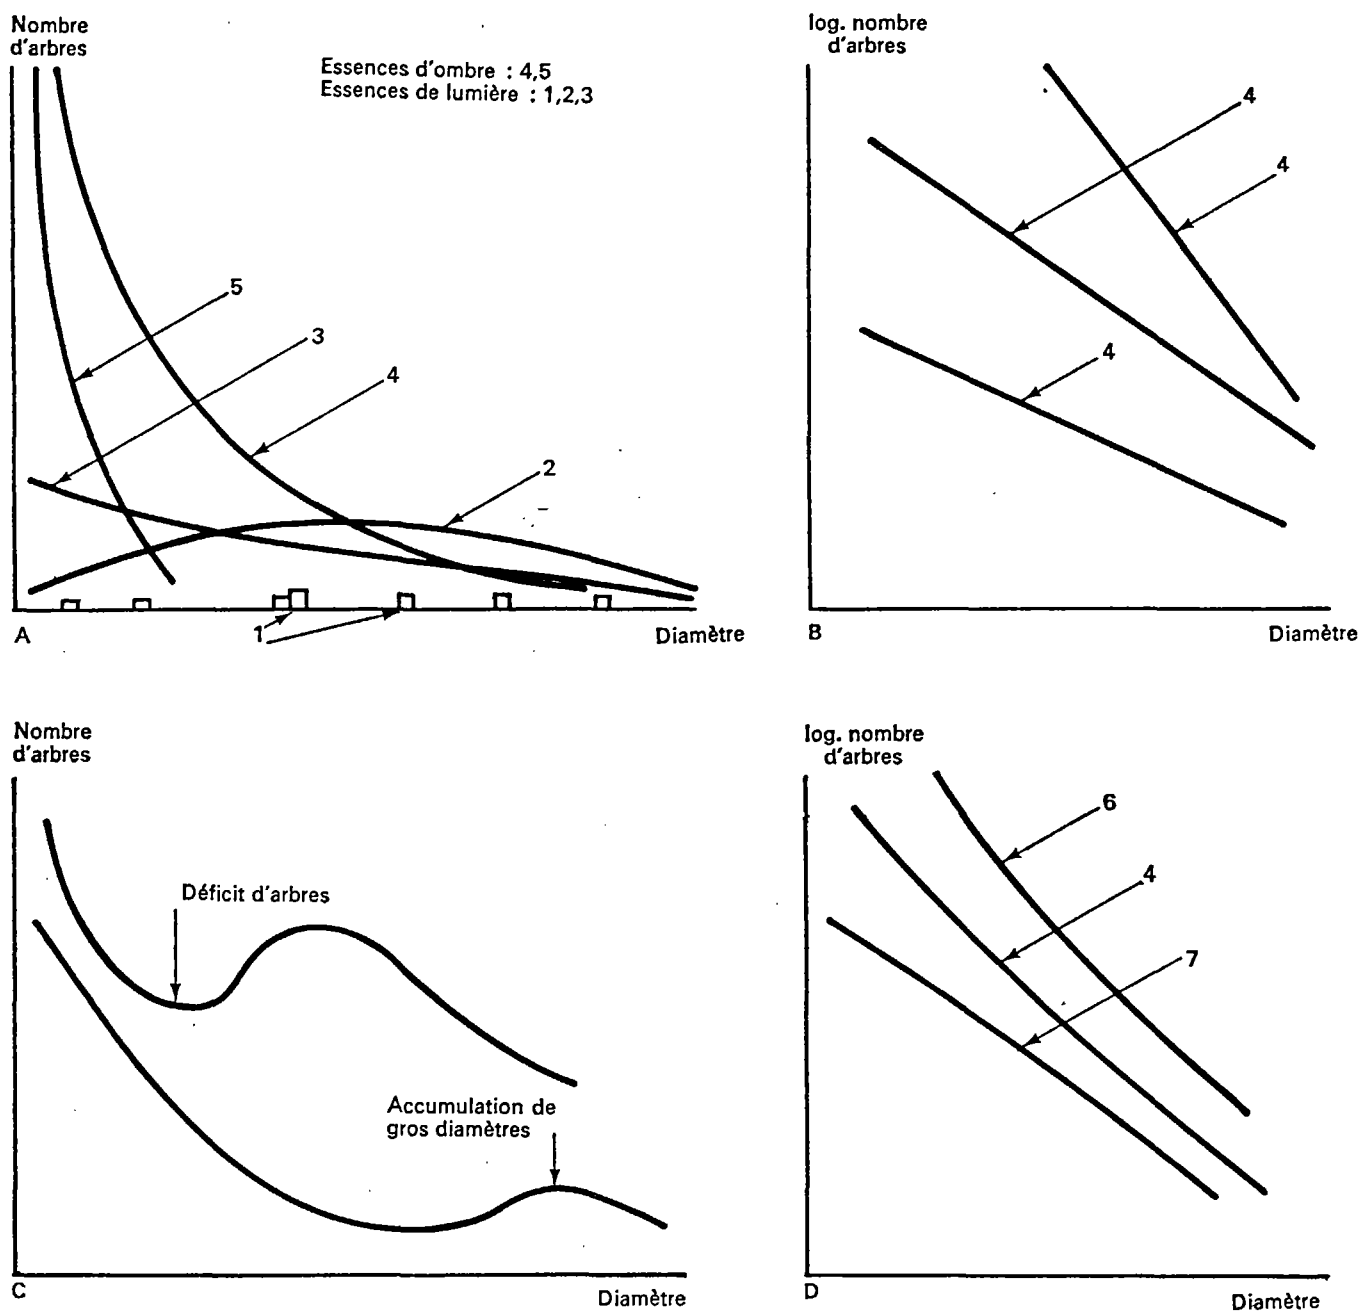 Nombre
d'arbres
Essences d'ombre : 4,5
Essences de lumière : 1,2,3
5
3
4
2
1
A
Diamètre
log. nombre
d'arbres
4
4
4
B
Diamètre
Nombre
d'arbres
Déficit d'arbres
Accumulation de
gros diamètres
C
Diamètre
log. nombre
d'arbres
6
4
7
D
Diamètre